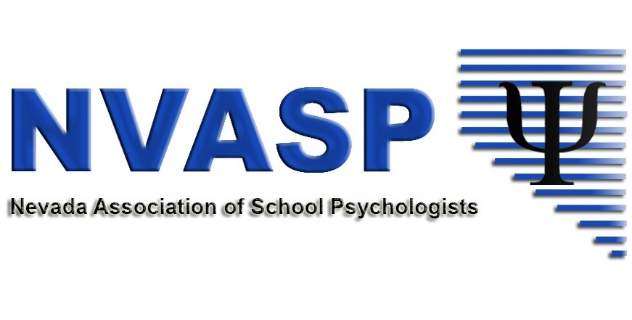 NVASP
Ψ
Nevada Association of School Psychologists